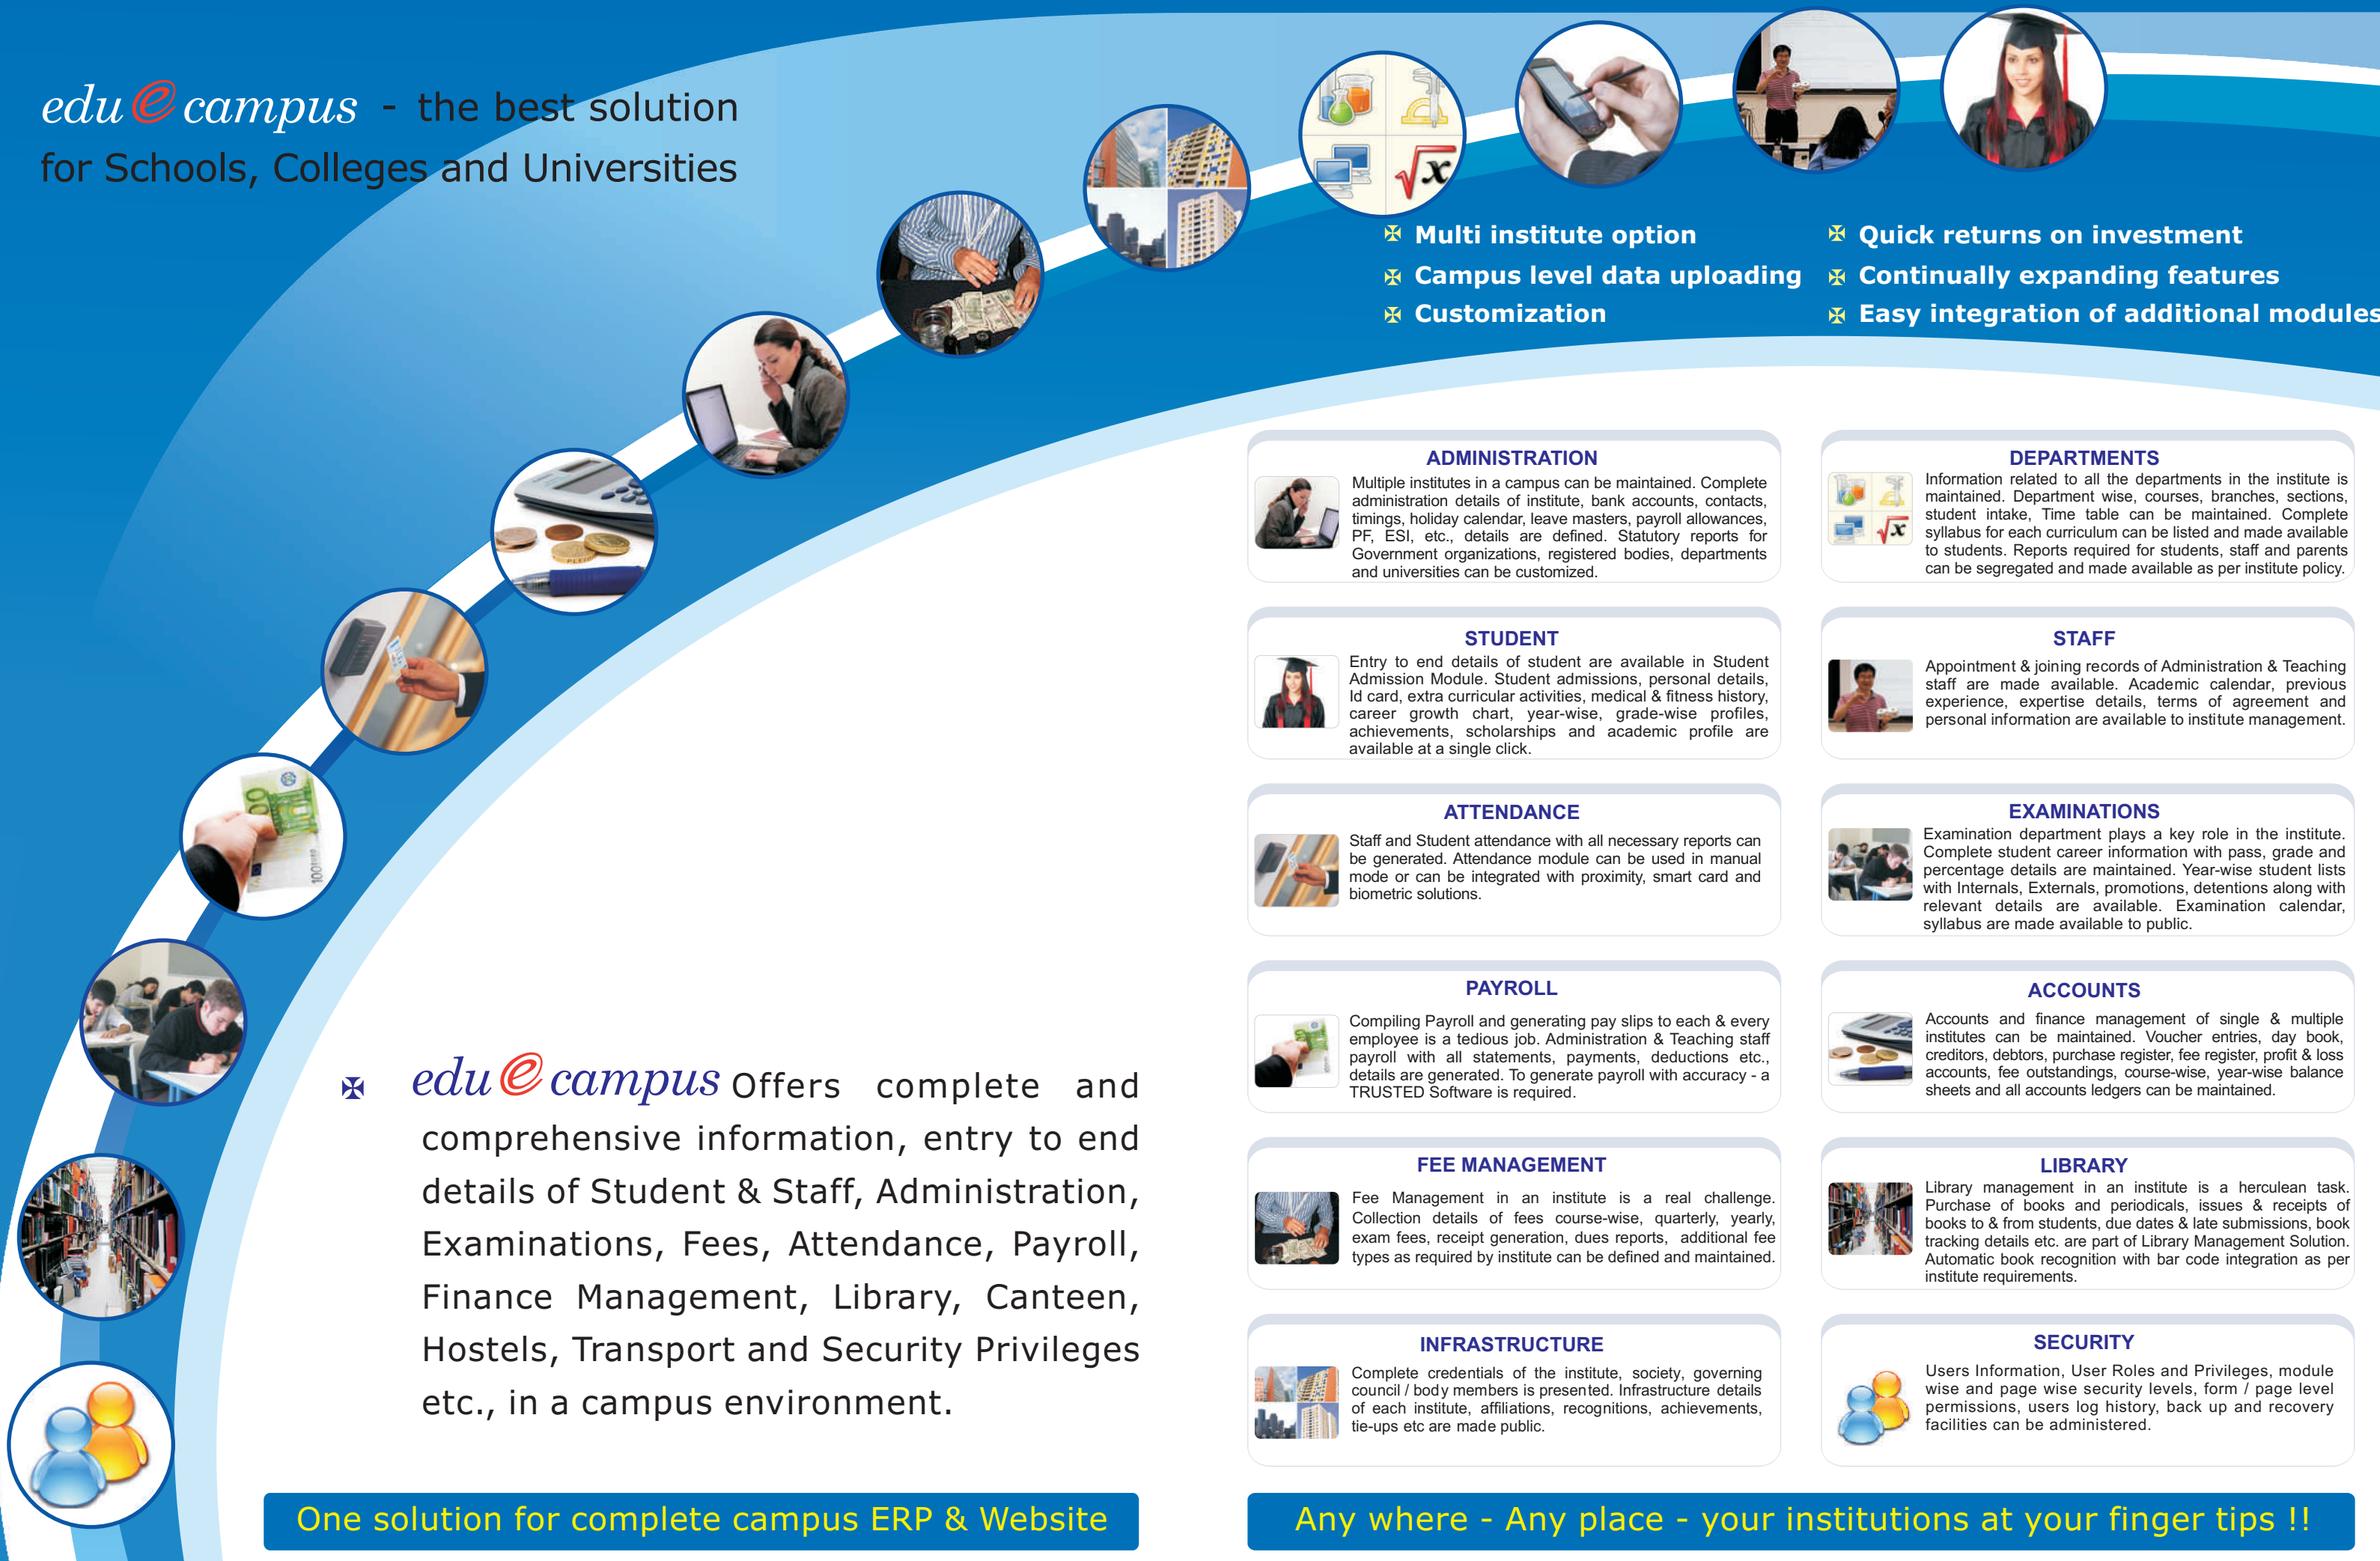 edu e campus - the best solution
for Schools, Colleges and Universities
✠ Multi institute option
✠ Campus level data uploading
✠ Customization
✠ Quick returns on investment
✠ Continually expanding features
✠ Easy integration of additional modules
✠ edu e campus Offers complete and
comprehensive information, entry to end
details of Student & Staff, Administration,
Examinations, Fees, Attendance, Payroll,
Finance Management, Library, Canteen,
Hostels, Transport and Security Privileges
etc., in a campus environment.
One solution for complete campus ERP & Website
ADMINISTRATION
Multiple institutes in a campus can be maintained. Complete
administration details of institute, bank accounts, contacts,
timings, holiday calendar, leave masters, payroll allowances,
PF, ESI, etc., details are defined. Statutory reports for
Government organizations, registered bodies, departments
and universities can be customized.
DEPARTMENTS
Information related to all the departments in the institute is
maintained. Department wise, courses, branches, sections,
student intake, Time table can be maintained. Complete
syllabus for each curriculum can be listed and made available
to students. Reports required for students, staff and parents
can be segregated and made available as per institute policy.
STUDENT
Entry to end details of student are available in Student
Admission Module. Student admissions, personal details,
Id card, extra curricular activities, medical & fitness history,
career growth chart, year-wise, grade-wise profiles,
achievements, scholarships and academic profile are
available at a single click.
STAFF
Appointment & joining records of Administration & Teaching
staff are made available. Academic calendar, previous
experience, expertise details, terms of agreement and
personal information are available to institute management.
ATTENDANCE
Staff and Student attendance with all necessary reports can
be generated. Attendance module can be used in manual
mode or can be integrated with proximity, smart card and
biometric solutions.
EXAMINATIONS
Examination department plays a key role in the institute.
Complete student career information with pass, grade and
percentage details are maintained. Year-wise student lists
with Internals, Externals, promotions, detentions along with
relevant details are available. Examination calendar,
syllabus are made available to public.
PAYROLL
Compiling Payroll and generating pay slips to each & every
employee is a tedious job. Administration & Teaching staff
payroll with all statements, payments, deductions etc.,
details are generated. To generate payroll with accuracy - a
TRUSTED Software is required.
ACCOUNTS
Accounts and finance management of single & multiple
institutes can be maintained. Voucher entries, day book,
creditors, debtors, purchase register, fee register, profit & loss
accounts, fee outstandings, course-wise, year-wise balance
sheets and all accounts ledgers can be maintained.
FEE MANAGEMENT
Fee Management in an institute is a real challenge.
Collection details of fees course-wise, quarterly, yearly,
exam fees, receipt generation, dues reports, additional fee
types as required by institute can be defined and maintained.
LIBRARY
Library management in an institute is a herculean task.
Purchase of books and periodicals, issues & receipts of
books to & from students, due dates & late submissions, book
tracking details etc. are part of Library Management Solution.
Automatic book recognition with bar code integration as per
institute requirements.
INFRASTRUCTURE
Complete credentials of the institute, society, governing
council / body members is presented. Infrastructure details
of each institute, affiliations, recognitions, achievements,
tie-ups etc are made public.
SECURITY
Users Information, User Roles and Privileges, module
wise and page wise security levels, form / page level
permissions, users log history, back up and recovery
facilities can be administered.
Any where - Any place - your institutions at your finger tips !!